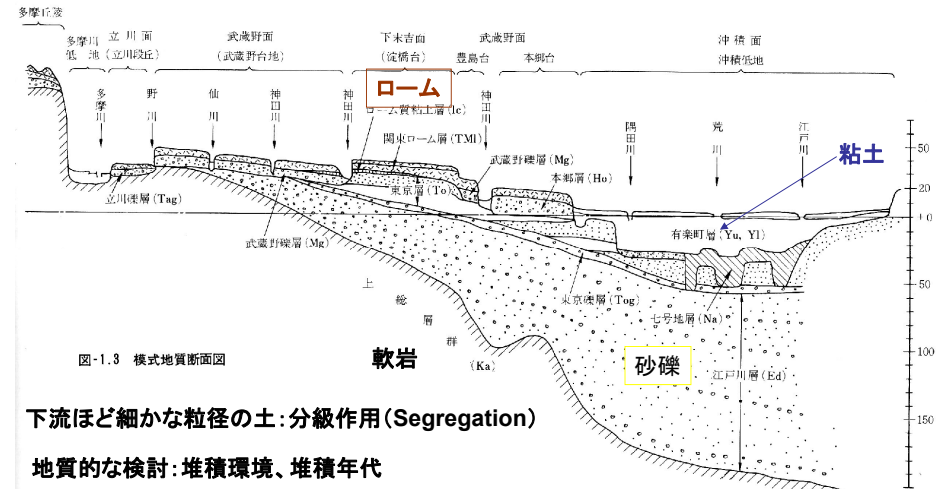 多摩丘陵
多摩川
低地
立川面
(立川段丘)
武蔵野面
(武蔵野台地)
下末吉面
(淀橋台)
武蔵野面
豊島台
本郷台
沖積面
沖積低地
多摩川
野川
仙川
神田川
神田川
神田川
隅田川
荒川
江戸川
ローム
ローム質粘土層(lc)
関東ローム層(TMl)
武蔵野礫層(Mg)
本郷層(Ho)
粘土
50
20
±0
50
100
150
立川礫層(Tag)
東京層(To)
武蔵野礫層(Mg)
有楽町層(Yu, Yl)
東京礫層(Tog)
七号地層(Na)
上総層群
(Ka)
軟岩
砂礫
江戸川層(Ed)
図-1.3 模式地質断面図
下流ほど細かな粒径の土:分級作用(Segregation)
地質的な検討:堆積環境、堆積年代